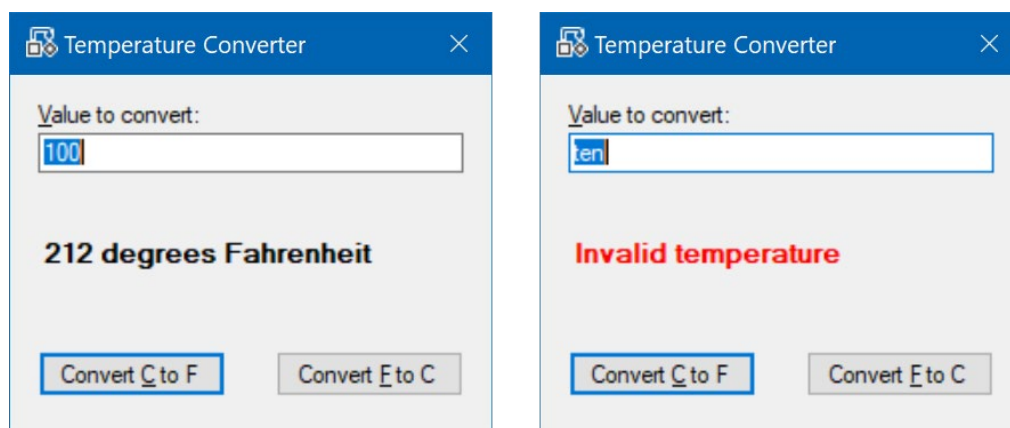 Temperature Converter
Value to convert:
100
212 degrees Fahrenheit
Convert C to F
Convert F to C
Temperature Converter
Value to convert:
ten
Invalid temperature
Convert C to F
Convert F to C